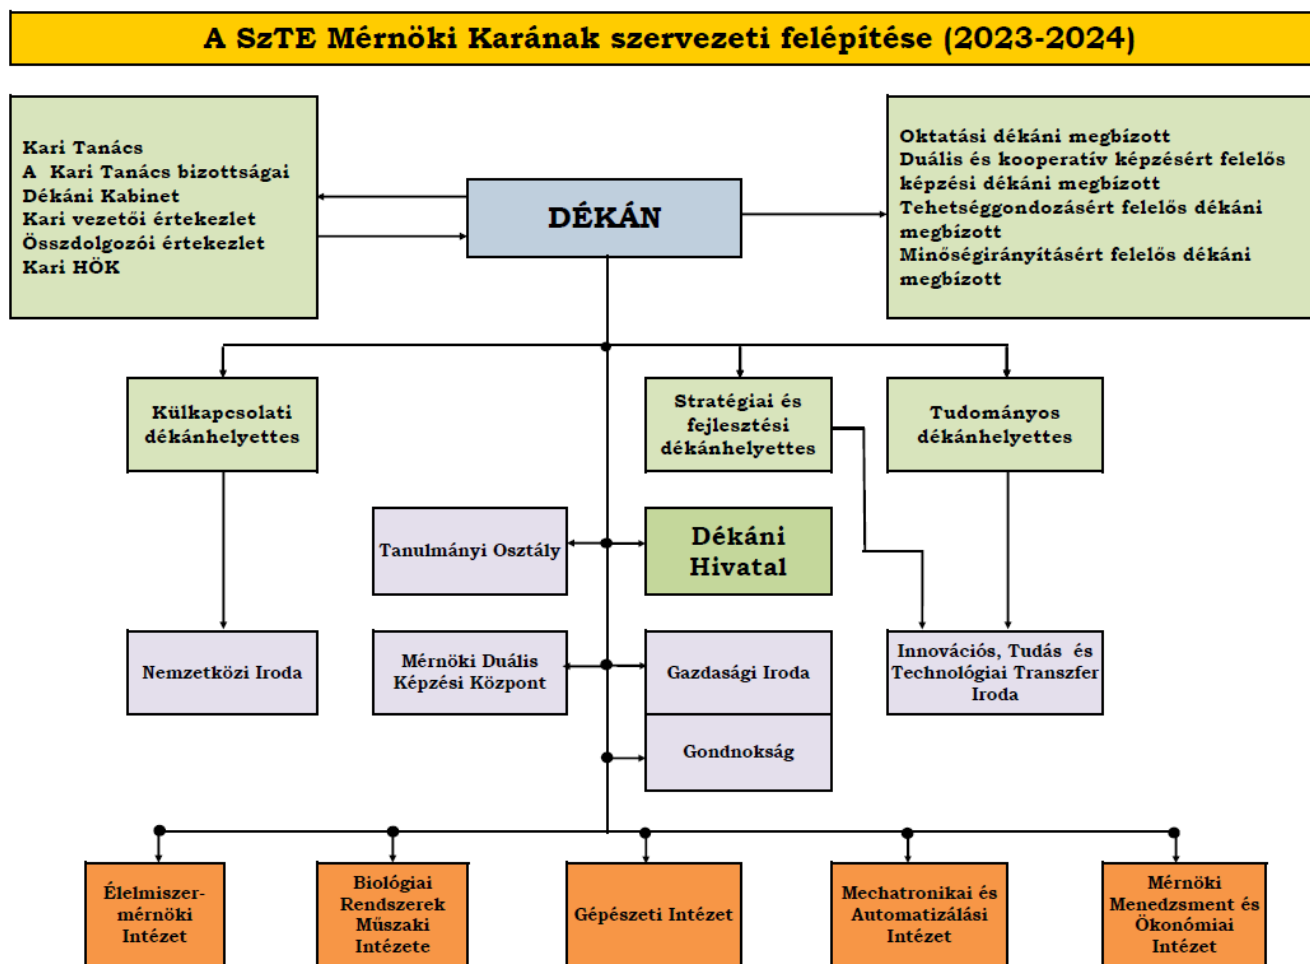 A SzTE Mérnöki Karának szervezeti felépítése (2023-2024)
Kari Tanács
A Kari Tanács bizottságai
Dékáni Kabinet
Kari vezetői értekezlet
Összdolgozói értekezlet
Kari HÖK
DÉKÁN
Oktatási dékáni megbízott
Duális és kooperatív képzésért felelős
képzési dékáni megbízott
Tehetséggondozásért felelős dékáni
megbízott
Minőségirányításért felelős dékáni
megbízott
Külkapcsolati
dékánhelyettes
Stratégiai és
fejlesztési
dékánhelyettes
Tudományos
dékánhelyettes
Tanulmányi Osztály
Dékáni
Hivatal
Nemzetközi Iroda
Mérnöki Duális
Képzési Központ
Gazdasági Iroda
Innovációs, Tudás és
Technológiai Transzfer
Iroda
Gondnokság
Élelmiszer-
mérnöki
Intézet
Biológiai
Rendszerek
Műszaki
Intézete
Gépészeti Intézet
Mechatronikai és
Automatizálási
Intézet
Mérnöki
Menedzsment és
Ökonómiai
Intézet